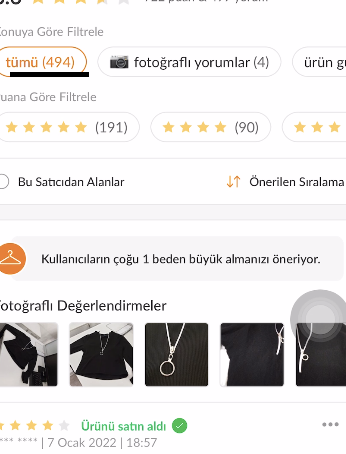 Konuya Göre Filtrele
tümü (494)
fotoğraflı yorumlar (4)
ürün
Puana Göre Filtrele
(191)
(90)
Bu Satıcıdan Alanlar
Önerilen Sıralama
Kullanıcıların çoğu 1 beden büyük almanızı öneriyor.
Fotoğraflı Değerlendirmeler
Ürünü satın aldı
*** **** | 7 Ocak 2022 | 18:57